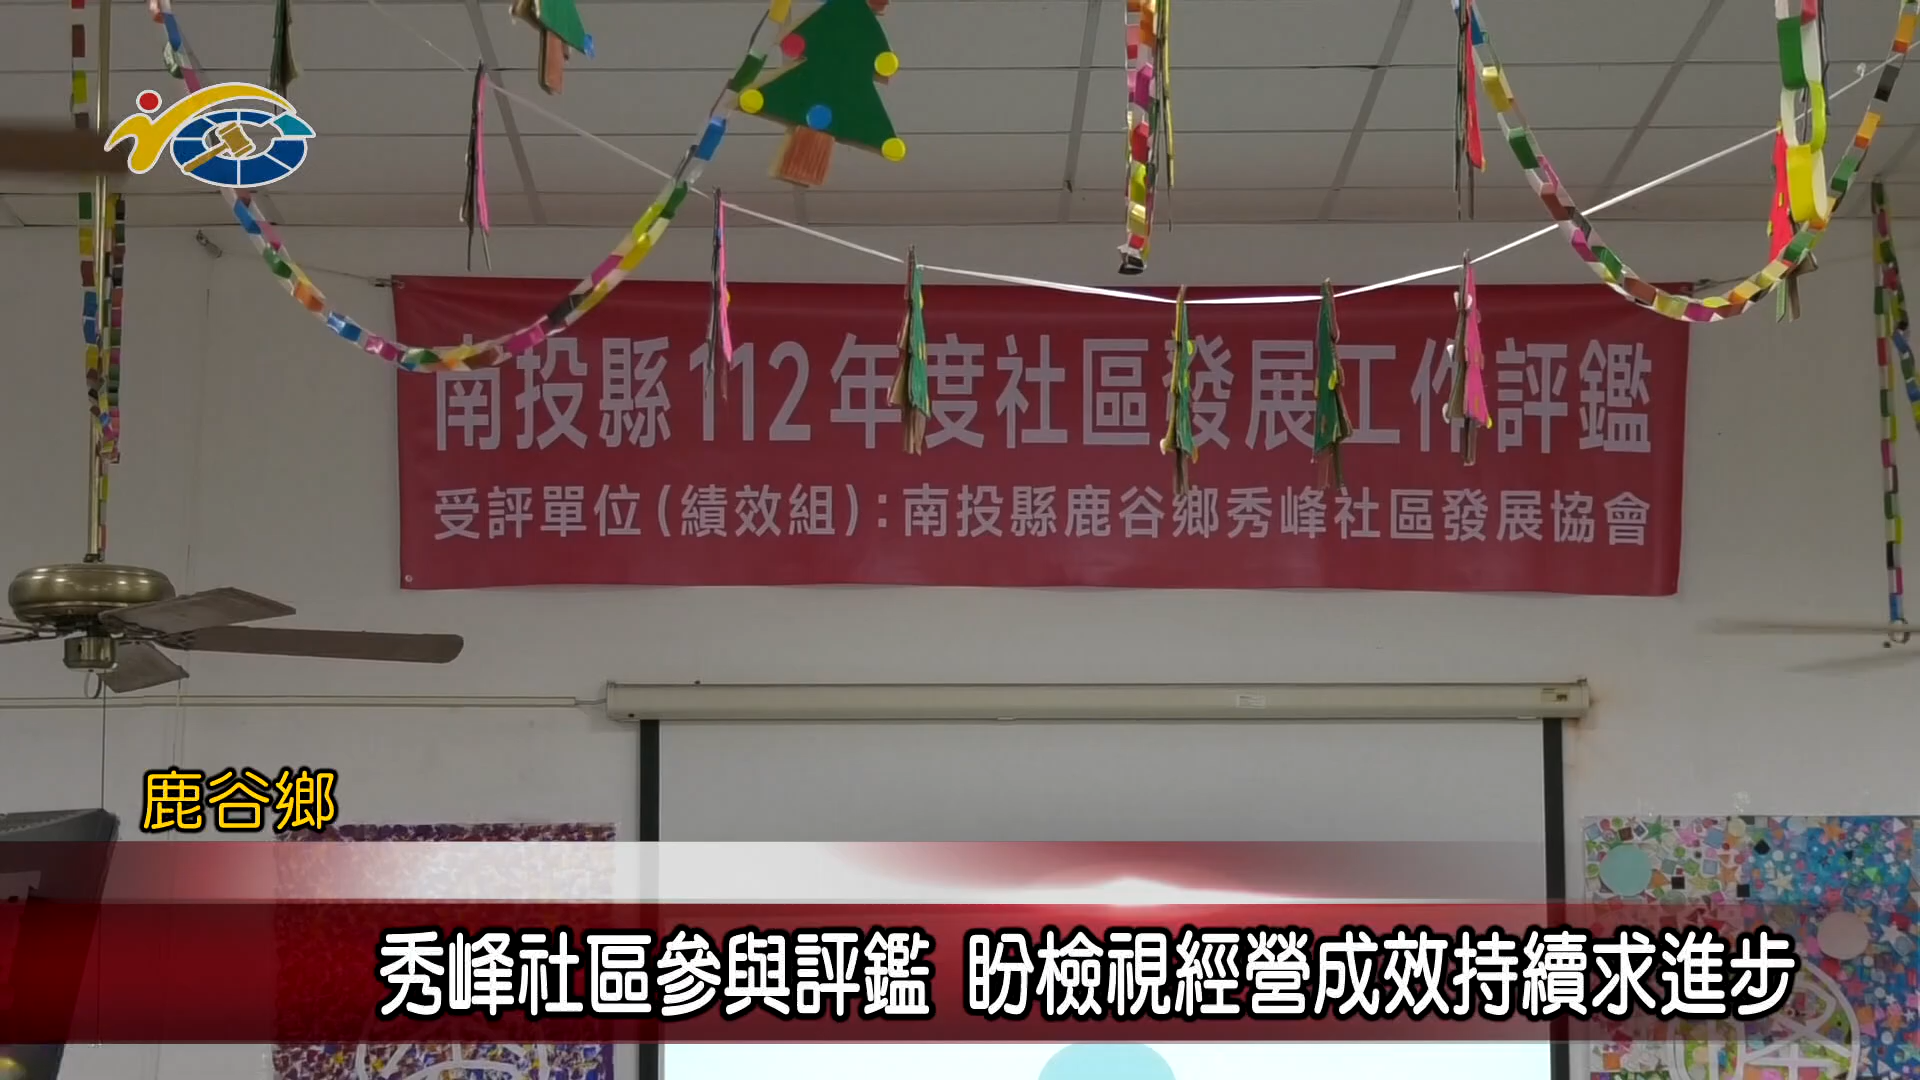 南投縣112年度社區發展工作評鑑
受評單位(績效組):南投縣鹿谷鄉秀峰社區發展協會
鹿谷鄉
秀峰社區參與評鑑 盼檢視經營成效持續求進步